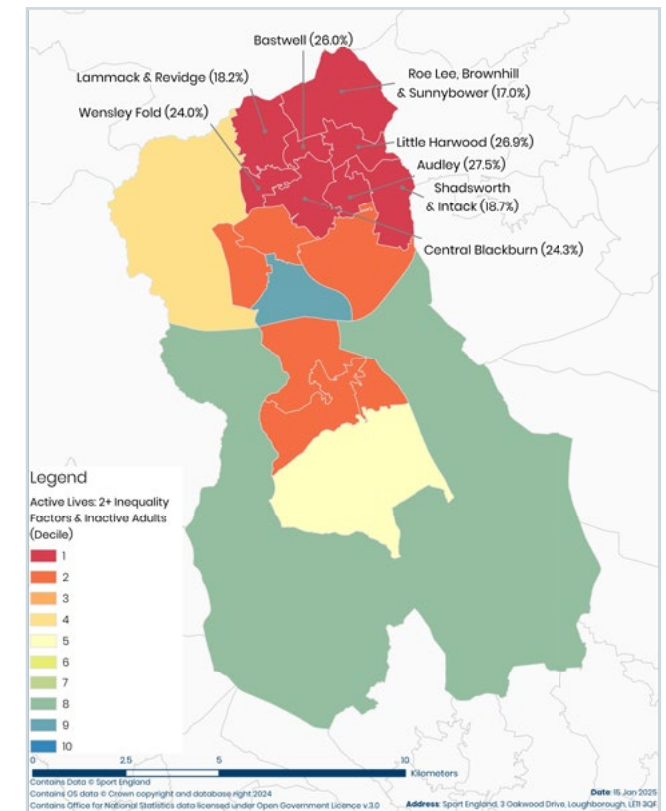 Bastwell (26.0%)
Lammack & Revidge (18.2%)
Roe Lee, Brownhill
& Sunnybower (17.0%)
Wensley Fold (24.0%)
Little Harwood (26.9%)
Audley (27.5%)
Shadsworth
& Intack (18.7%)
Central Blackburn (24.3%)
Legend
Active Lives: 2+ Inequality
Factors & Inactive Adults
(Decile)
1
2
3
4
5
6
7
8
9
10
0 2.5 5 10
Kilometers
Contains Data © Sport England
Contains OS data © Crown copyright and database right 2024
Contains Office for National Statistics data licensed under Open Government Licence v.3.0
Date: 15 Jan 2025
Address: Sport England, 3 Oakwood Drive, Loughborough, LE11 3QF